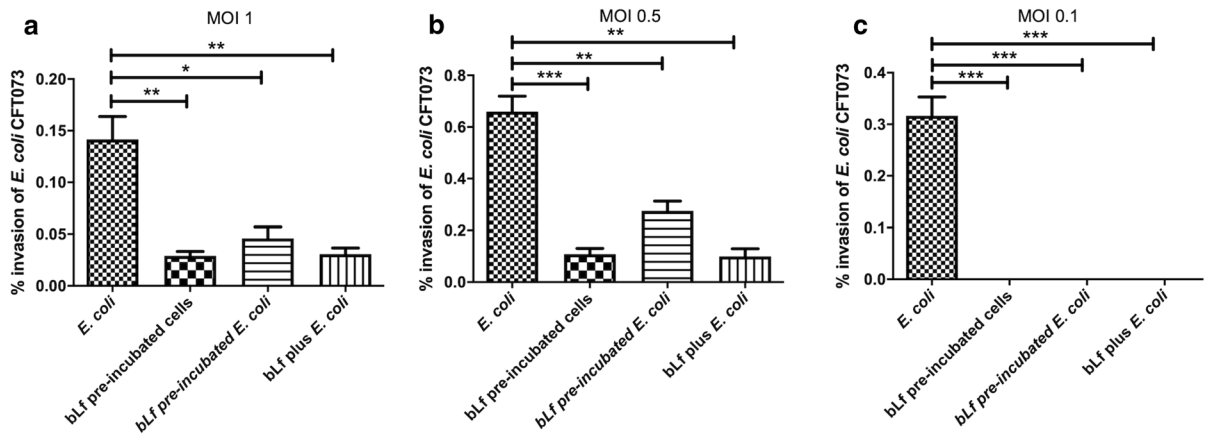 a
MOI 1
**
*
**
% invasion of E. coli CFT073
0.20
0.15
0.10
0.05
0.00
E. coli
bLf pre-incubated cells
bLf pre-incubated E. coli
bLf plus E. coli
b
MOI 0.5
**
**
***
% invasion of E. coli CFT073
0.8
0.6
0.4
0.2
0.0
E. coli
bLf pre-incubated cells
bLf pre-incubated E. coli
bLf plus E. coli
c
MOI 0.1
***
***
***
% invasion of E. coli CFT073
0.4
0.3
0.2
0.1
0.0
E. coli
bLf pre-incubated cells
bLf pre-incubated E. coli
bLf plus E. coli